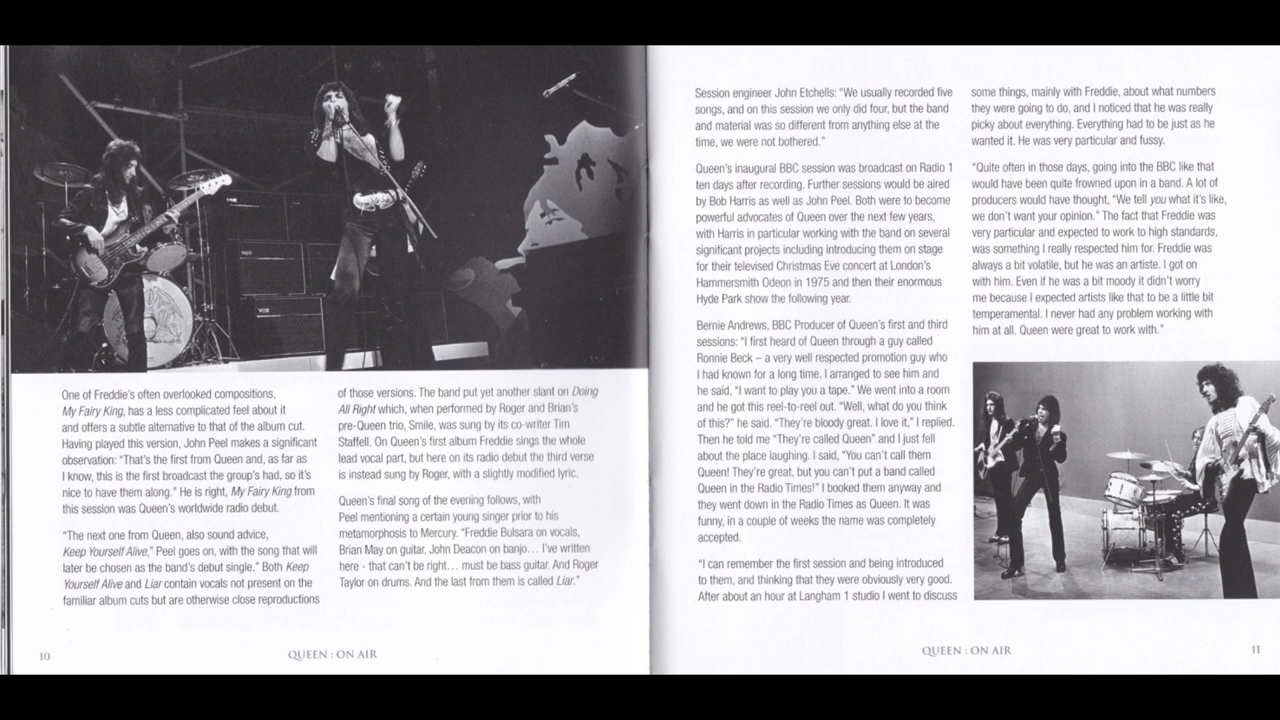 One of Freddie's often overlooked compositions,
My Fairy King, has a less complicated feel about it
and offers a subtle alternative to that of the album cut.
Having played this version, John Peel makes a significant
observation: “That's the first from Queen and, as far as
I know, this is the first broadcast the group's had, so it's
nice to have them along.” He is right, My Fairy King from
this session was Queen's worldwide radio debut.
“The next one from Queen, also sound advice,
Keep Yourself Alive,” Peel goes on, with the song that will
later be chosen as the band's debut single.” Both Keep
Yourself Alive and Liar contain vocals not present on the
familiar album cuts but are otherwise close reproductions
of those versions. The band put yet another slant on Doing
All Right which, when performed by Roger and Brian's
pre-Queen trio, Smile, was sung by its co-writer Tim
Staffell. On Queen's first album Freddie sings the whole
lead vocal part, but here on its radio debut the third verse
is instead sung by Roger, with a slightly modified lyric.
Queen's final song of the evening follows, with
Peel mentioning a certain young singer prior to his
metamorphosis to Mercury. “Freddie Bulsara on vocals,
Brian May on guitar, John Deacon on banjo… I've written
here - that can't be right… must be bass guitar. And Roger
Taylor on drums. And the last from them is called Liar.”
10
QUEEN : ON AIR
Session engineer John Etchells: “We usually recorded five
songs, and on this session we only did four, but the band
and material was so different from anything else at the
time, we were not bothered.”
Queen's inaugural BBC session was broadcast on Radio 1
ten days after recording. Further sessions would be aired
by Bob Harris as well as John Peel. Both were to become
powerful advocates of Queen over the next few years,
with Harris in particular working with the band on several
significant projects including introducing them on stage
for their televised Christmas Eve concert at London's
Hammersmith Odeon in 1975 and then their enormous
Hyde Park show the following year.
Bernie Andrews, BBC Producer of Queen's first and third
sessions: “I first heard of Queen through a guy called
Ronnie Beck – a very well respected promotion guy who
I had known for a long time. I arranged to see him and
he said, “I want to play you a tape.” We went into a room
and he got this reel-to-reel out. “Well, what do you think
of this?” he said. “They're bloody great. I love it,” I replied.
Then he told me “They're called Queen” and I just fell
about the place laughing. I said, “You can't call them
Queen! They're great, but you can't put a band called
Queen in the Radio Times!” I booked them anyway and
they went down in the Radio Times as Queen. It was
funny, in a couple of weeks the name was completely
accepted.
“I can remember the first session and being introduced
to them, and thinking that they were obviously very good.
After about an hour at Langham 1 studio I went to discuss
some things, mainly with Freddie, about what numbers
they were going to do, and I noticed that he was really
picky about everything. Everything had to be just as he
wanted it. He was very particular and fussy.
“Quite often in those days, going into the BBC like that
would have been quite frowned upon in a band. A lot of
producers would have thought, “We tell you what it's like,
we don't want your opinion.” The fact that Freddie was
very particular and expected to work to high standards,
was something I really respected him for. Freddie was
always a bit volatile, but he was an artiste. I got on
with him. Even if he was a bit moody it didn't worry
me because I expected artists like that to be a little bit
temperamental. I never had any problem working with
him at all. Queen were great to work with.”
QUEEN : ON AIR
11
VOX
VOX
VOX